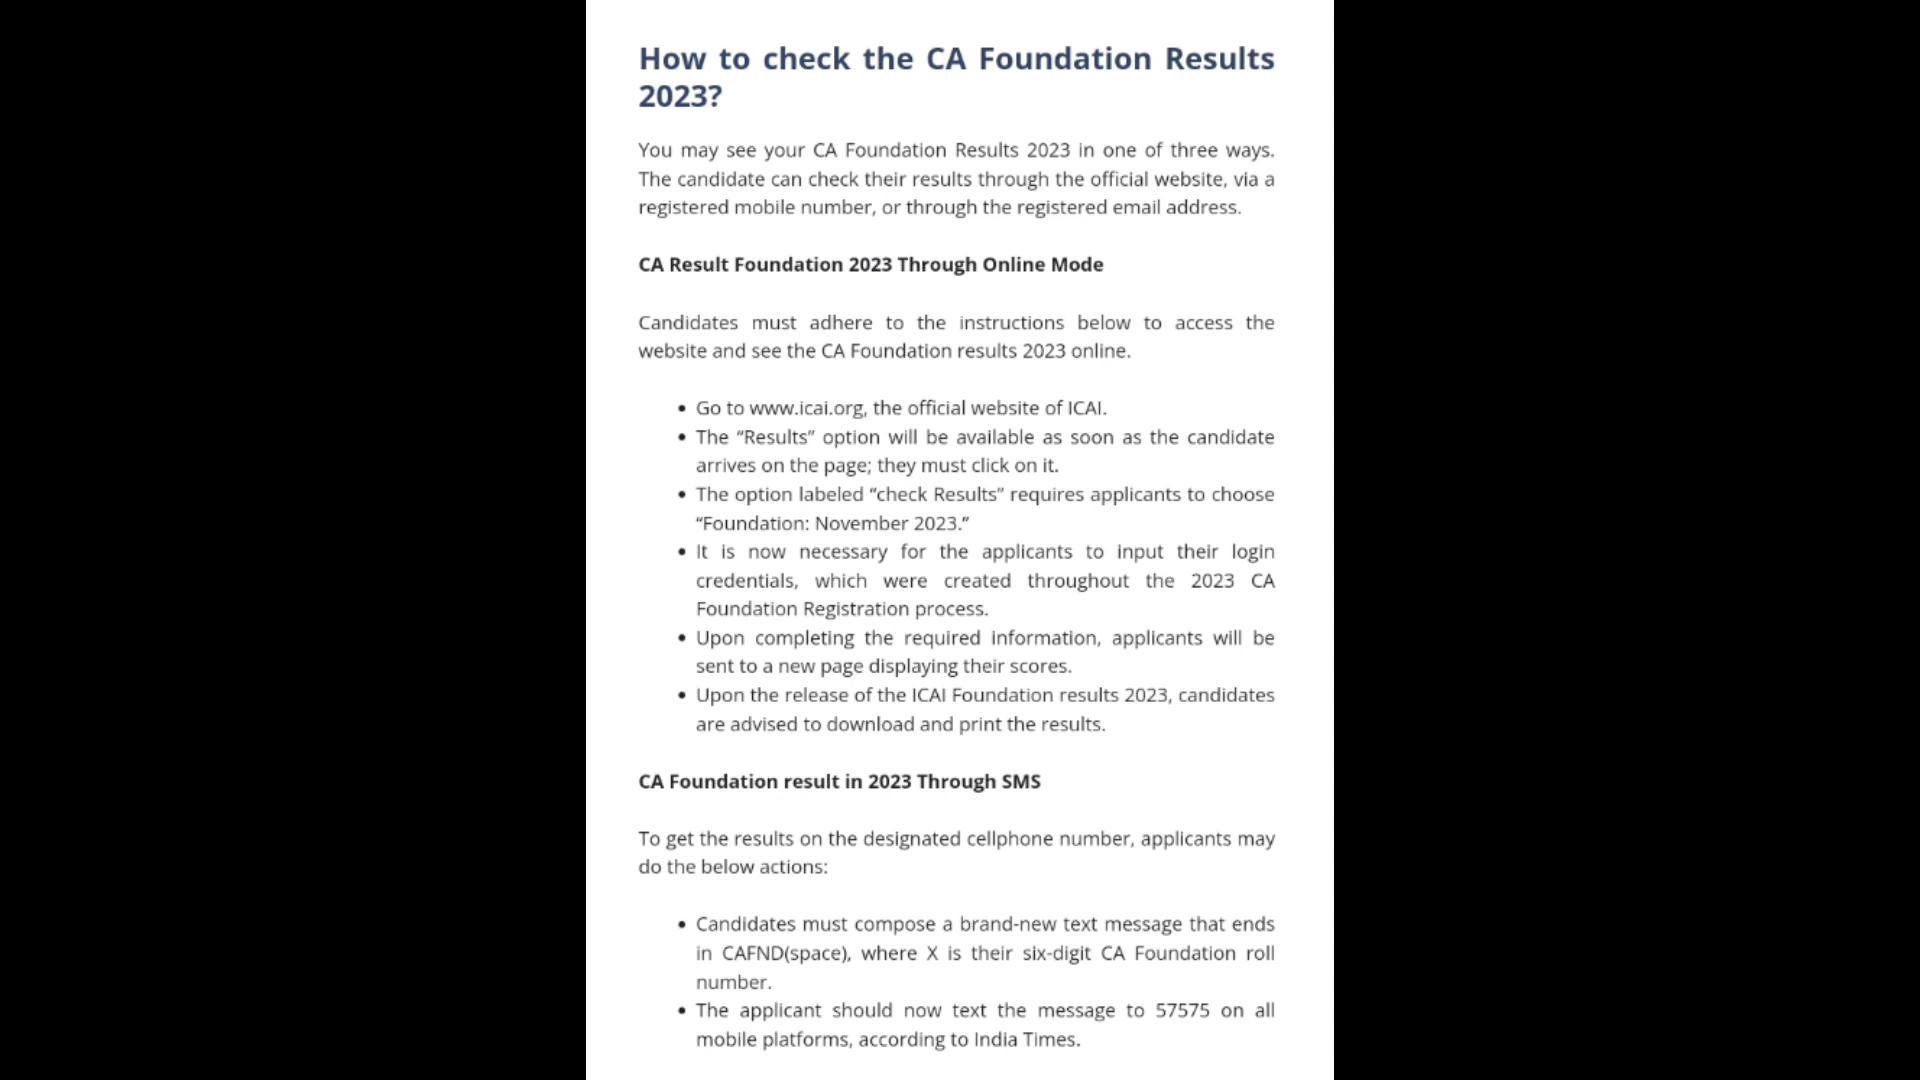 How to check the CA Foundation Results
2023?
You may see your CA Foundation Results 2023 in one of three ways.
The candidate can check their results through the official website, via a
registered mobile number, or through the registered email address.
CA Result Foundation 2023 Through Online Mode
Candidates must adhere to the instructions below to access the
website and see the CA Foundation results 2023 online.
• Go to www.icai.org, the official website of ICAI.
• The “Results” option will be available as soon as the candidate
arrives on the page; they must click on it.
• The option labeled “check Results” requires applicants to choose
“Foundation: November 2023.”
• It is now necessary for the applicants to input their login
credentials, which were created throughout the 2023 CA
Foundation Registration process.
• Upon completing the required information, applicants will be
sent to a new page displaying their scores.
• Upon the release of the ICAI Foundation results 2023, candidates
are advised to download and print the results.
CA Foundation result in 2023 Through SMS
To get the results on the designated cellphone number, applicants may
do the below actions:
• Candidates must compose a brand-new text message that ends
in CAFND(space), where X is their six-digit CA Foundation roll
number.
• The applicant should now text the message to 57575 on all
mobile platforms, according to India Times.